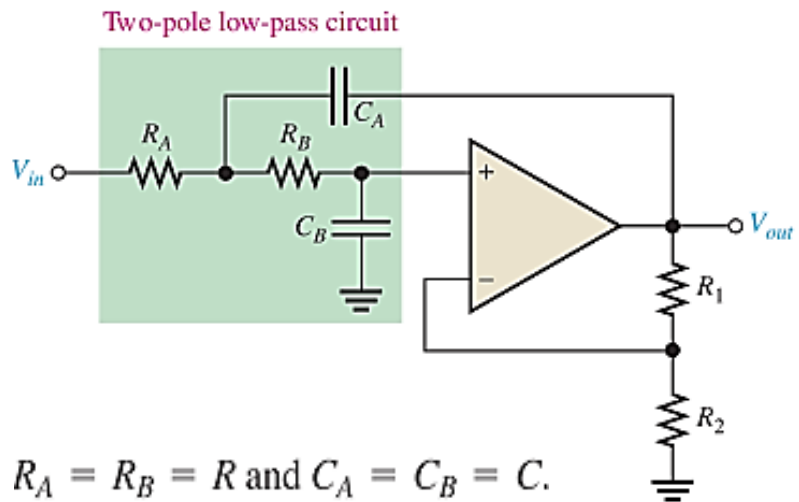 Two-pole low-pass circuit
C_A
R_A
R_B
V_in
+
C_B
V_out
−
R_1
R_2
R_A = R_B = R and C_A = C_B = C.